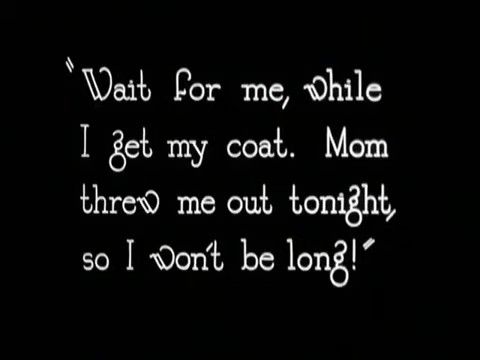 "Wait for me, while
I get my coat. Mom
threw me out tonight,
so I won't be long!"